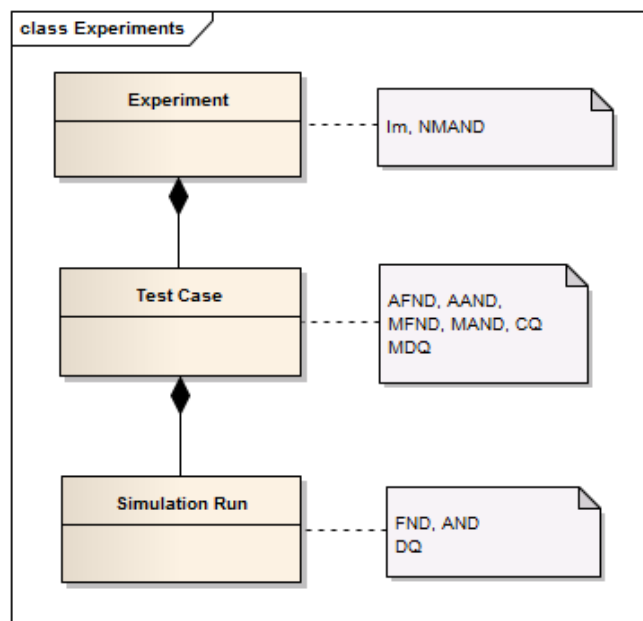 class Experiments
Experiment
Im, NMAND
Test Case
AFND, AAND,
MFND, MAND, CQ
MDQ
Simulation Run
FND, AND
DQ